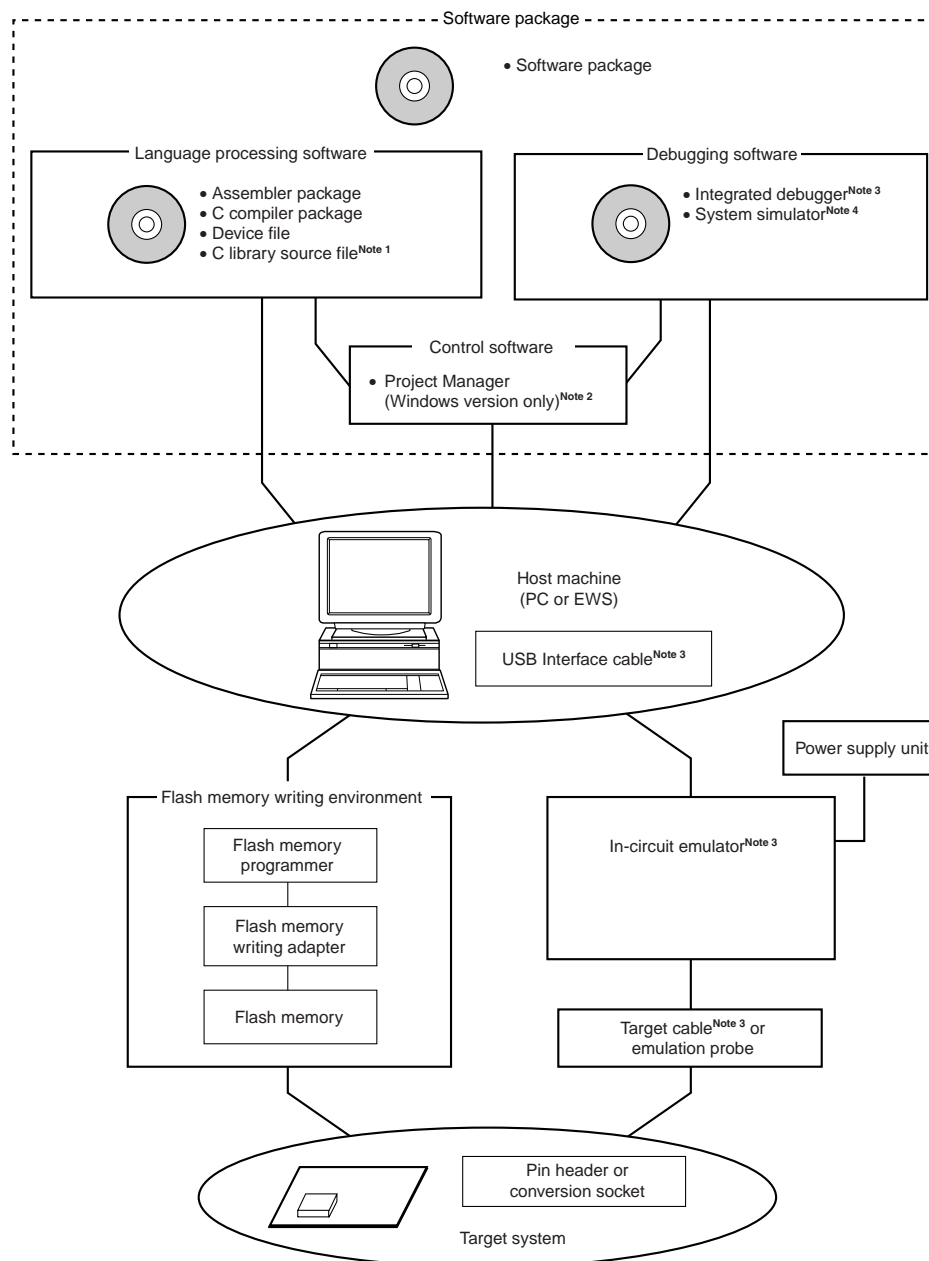 Software package
• Software package
Language processing software
• Assembler package
• C compiler package
• Device file
• C library source file Note 1
Debugging software
• Integrated debugger Note 3
• System simulator Note 4
Control software
• Project Manager
(Windows version only) Note 2
Host machine
(PC or EWS)
USB Interface cable Note 3
Power supply unit
Flash memory writing environment
Flash memory
programmer
Flash memory
writing adapter
Flash memory
In-circuit emulator Note 3
Target cable Note 3 or
emulation probe
Pin header or
conversion socket
Target system